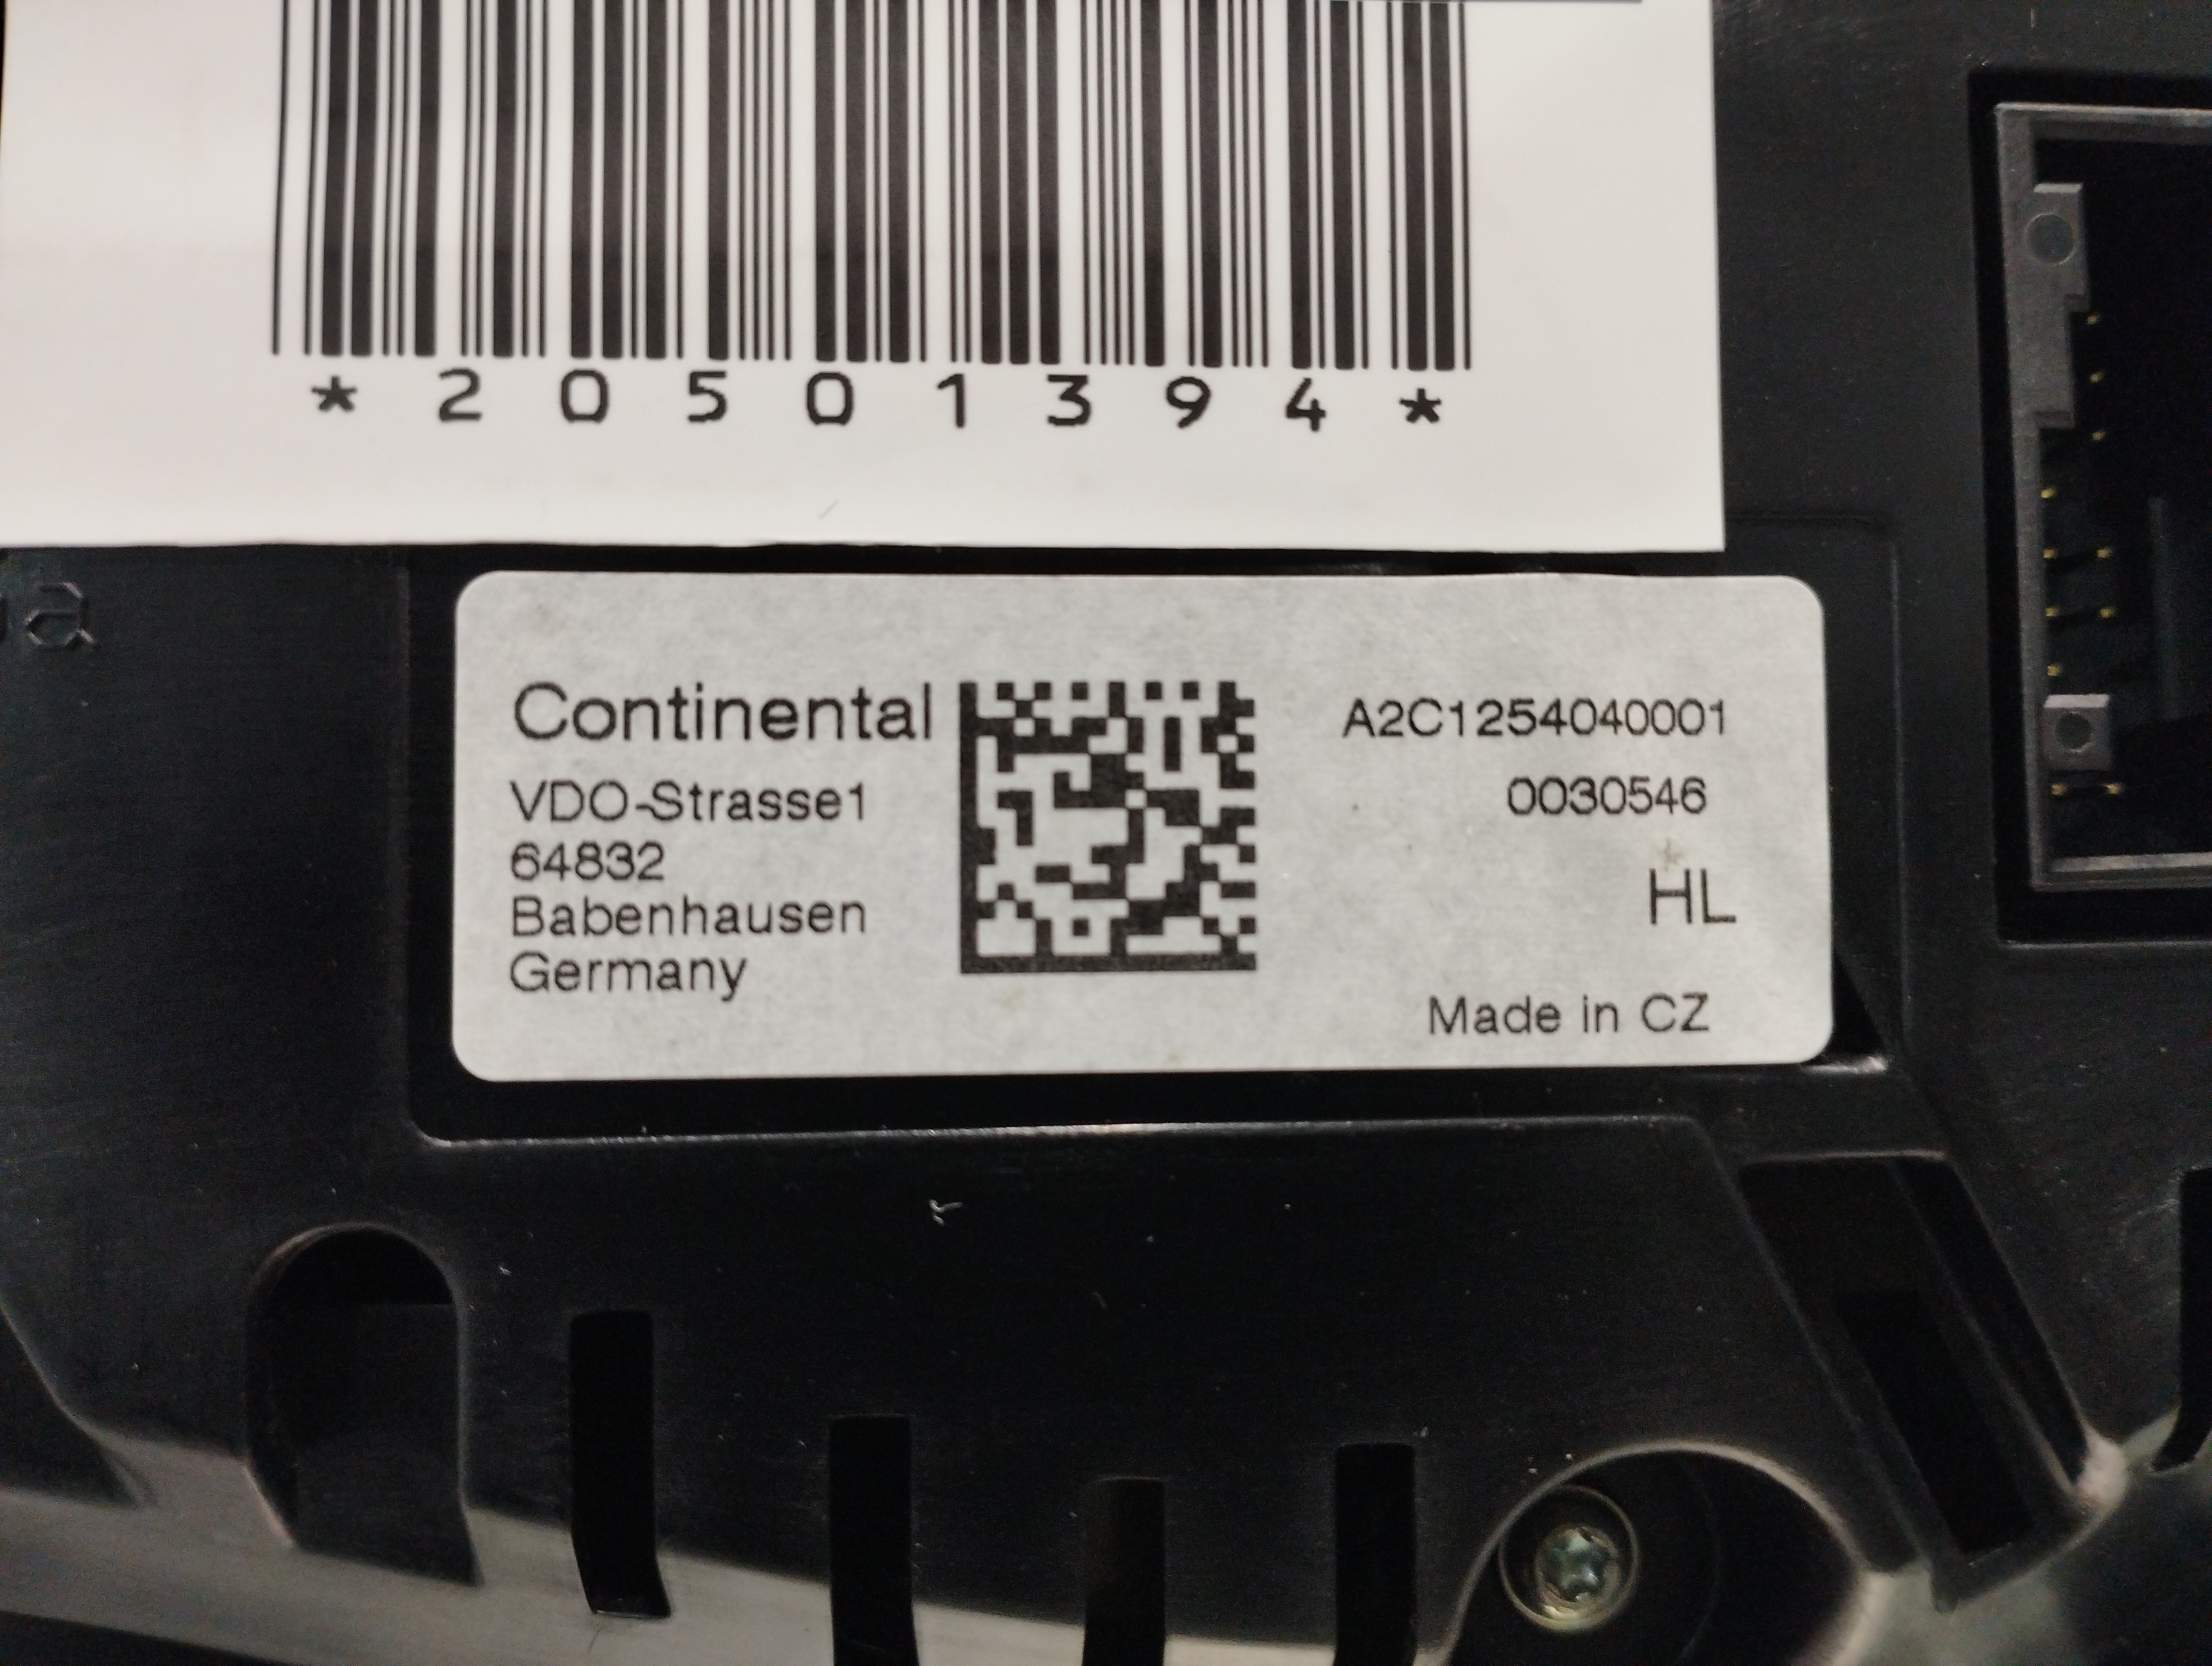 *20501394*
Continental
VDO-Strasse1
64832
Babenhausen
Germany
A2C1254040001
0030546
HL
Made in CZ